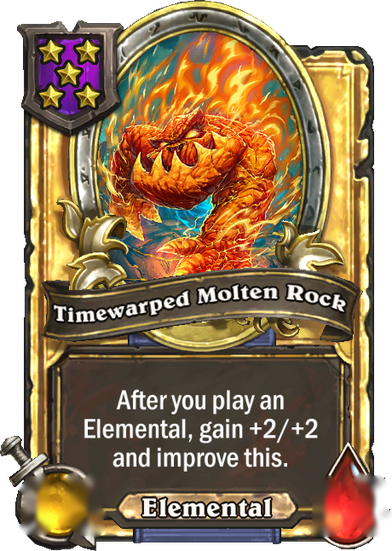 Timewarped Molten Rock
After you play an
Elemental, gain +2/+2
and improve this.
Elemental